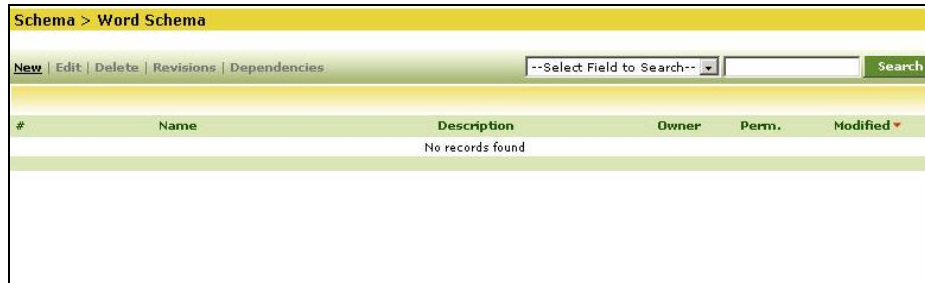 Schema > Word Schema
New | Edit | Delete | Revisions | Dependencies --Select Field to Search-- Search
# Name Description Owner Perm. Modified
No records found